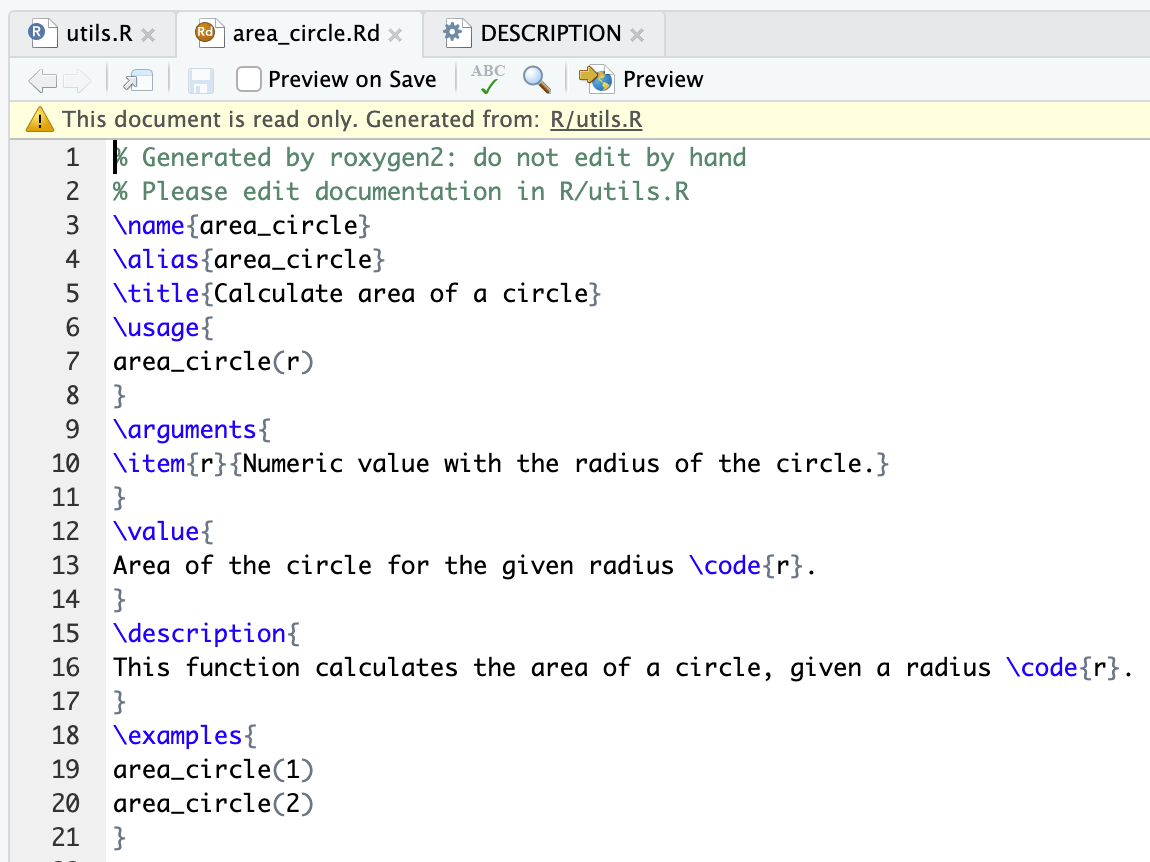 utils.R
area_circle.Rd
DESCRIPTION
Preview on Save
ABC
Preview
This document is read only. Generated from: R/utils.R
1 % Generated by roxygen2: do not edit by hand
2 % Please edit documentation in R/utils.R
3 \name{area_circle}
4 \alias{area_circle}
5 \title{Calculate area of a circle}
6 \usage{
7 area_circle(r)
8 }
9 \arguments{
10 \item{r}{Numeric value with the radius of the circle.}
11 }
12 \value{
13 Area of the circle for the given radius \code{r}.
14 }
15 \description{
16 This function calculates the area of a circle, given a radius \code{r}.
17 }
18 \examples{
19 area_circle(1)
20 area_circle(2)
21 }